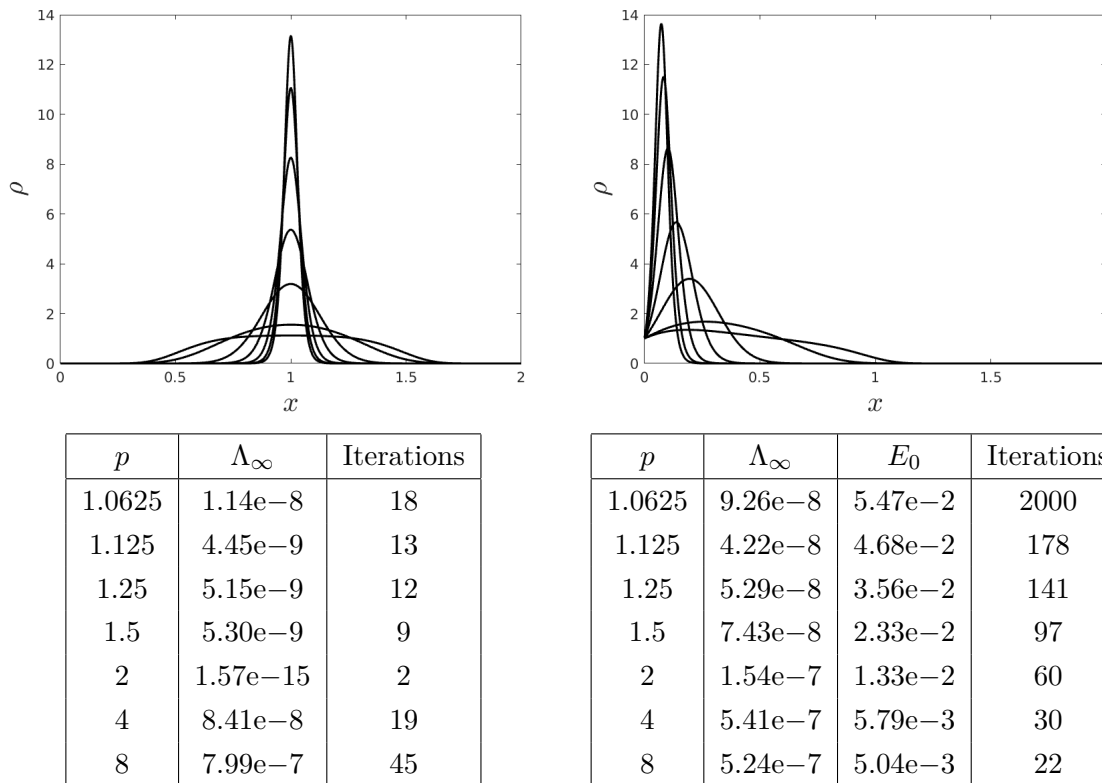 14
12
10
8
6
4
2
0
ρ
0 0.5 1 1.5 2
x
14
12
10
8
6
4
2
0
ρ
0 0.5 1 1.5
x
p Λ∞ Iterations
1.0625 1.14e−8 18
1.125 4.45e−9 13
1.25 5.15e−9 12
1.5 5.30e−9 9
2 1.57e−15 2
4 8.41e−8 19
8 7.99e−7 45
p Λ∞ E₀ Iterations
1.0625 9.26e−8 5.47e−2 2000
1.125 4.22e−8 4.68e−2 178
1.25 5.29e−8 3.56e−2 141
1.5 7.43e−8 2.33e−2 97
2 1.54e−7 1.33e−2 60
4 5.41e−7 5.79e−3 30
8 5.24e−7 5.04e−3 22